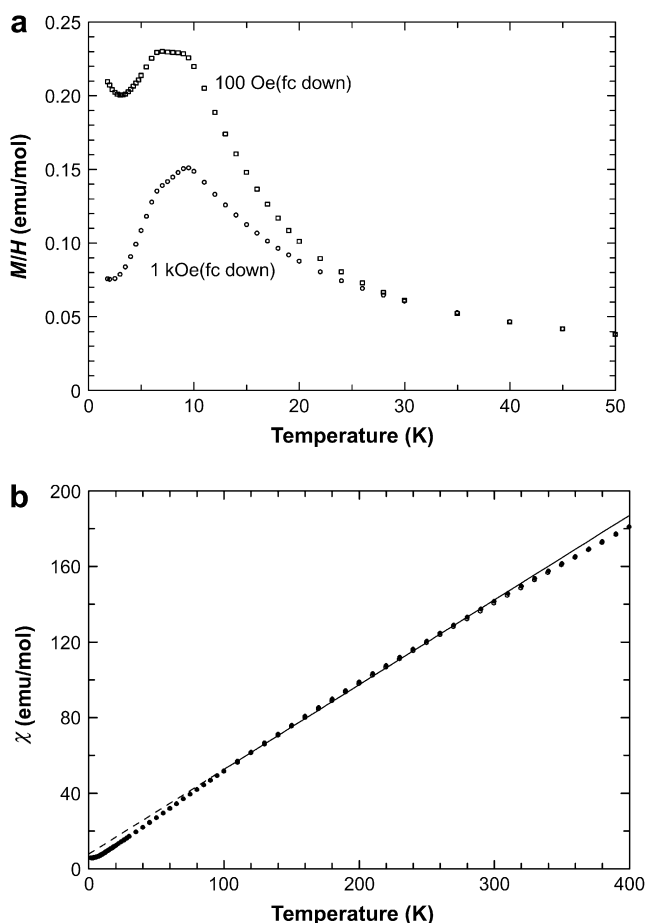 a
0.25
0.20
0.15
0.10
0.05
0
M/H (emu/mol)
100 Oe(fc down)
1 kOe(fc down)
0 10 20 30 40 50
Temperature (K)
b
200
160
120
80
40
0
χ (emu/mol)
0 100 200 300 400
Temperature (K)